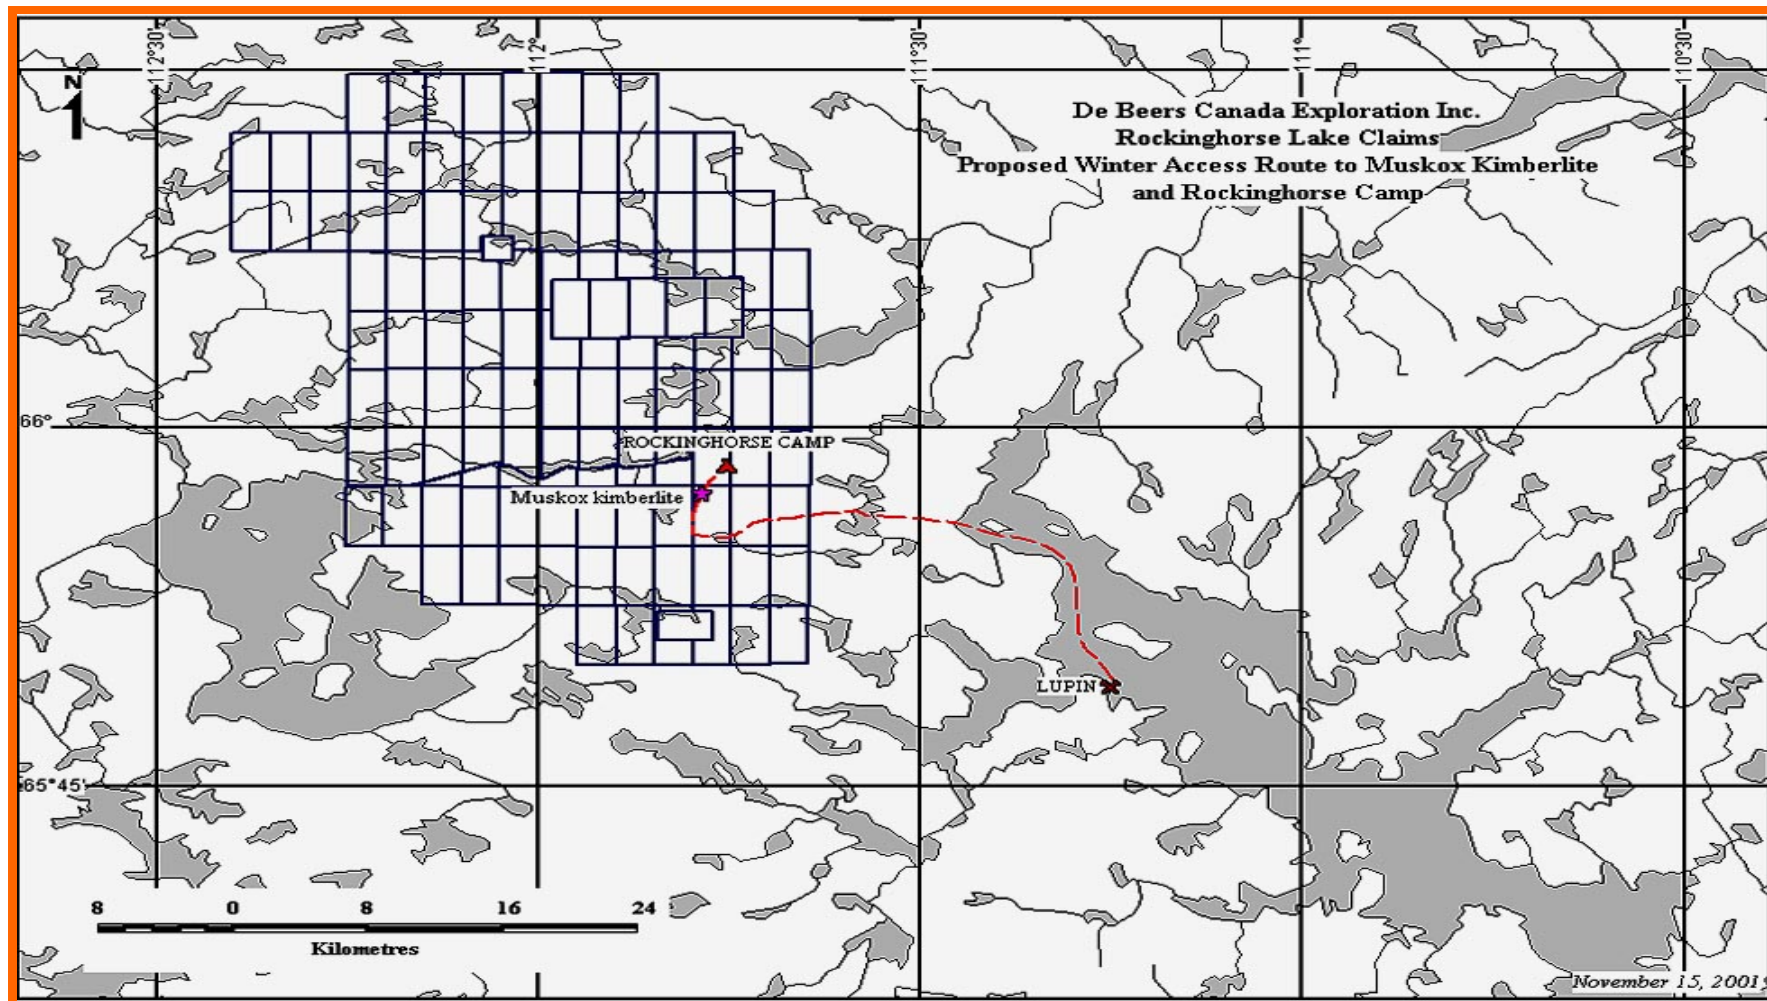 112°30'
112°
111°30'
111°
110°30'
N
De Beers Canada Exploration Inc.
Rockinghorse Lake Claims
Proposed Winter Access Route to Muskox Kimberlite
and Rockinghorse Camp
66°
ROCKINGHORSE CAMP
Muskox kimberlite
LUPIN
65°45'
8 0 8 16 24
Kilometres
November 15, 2001